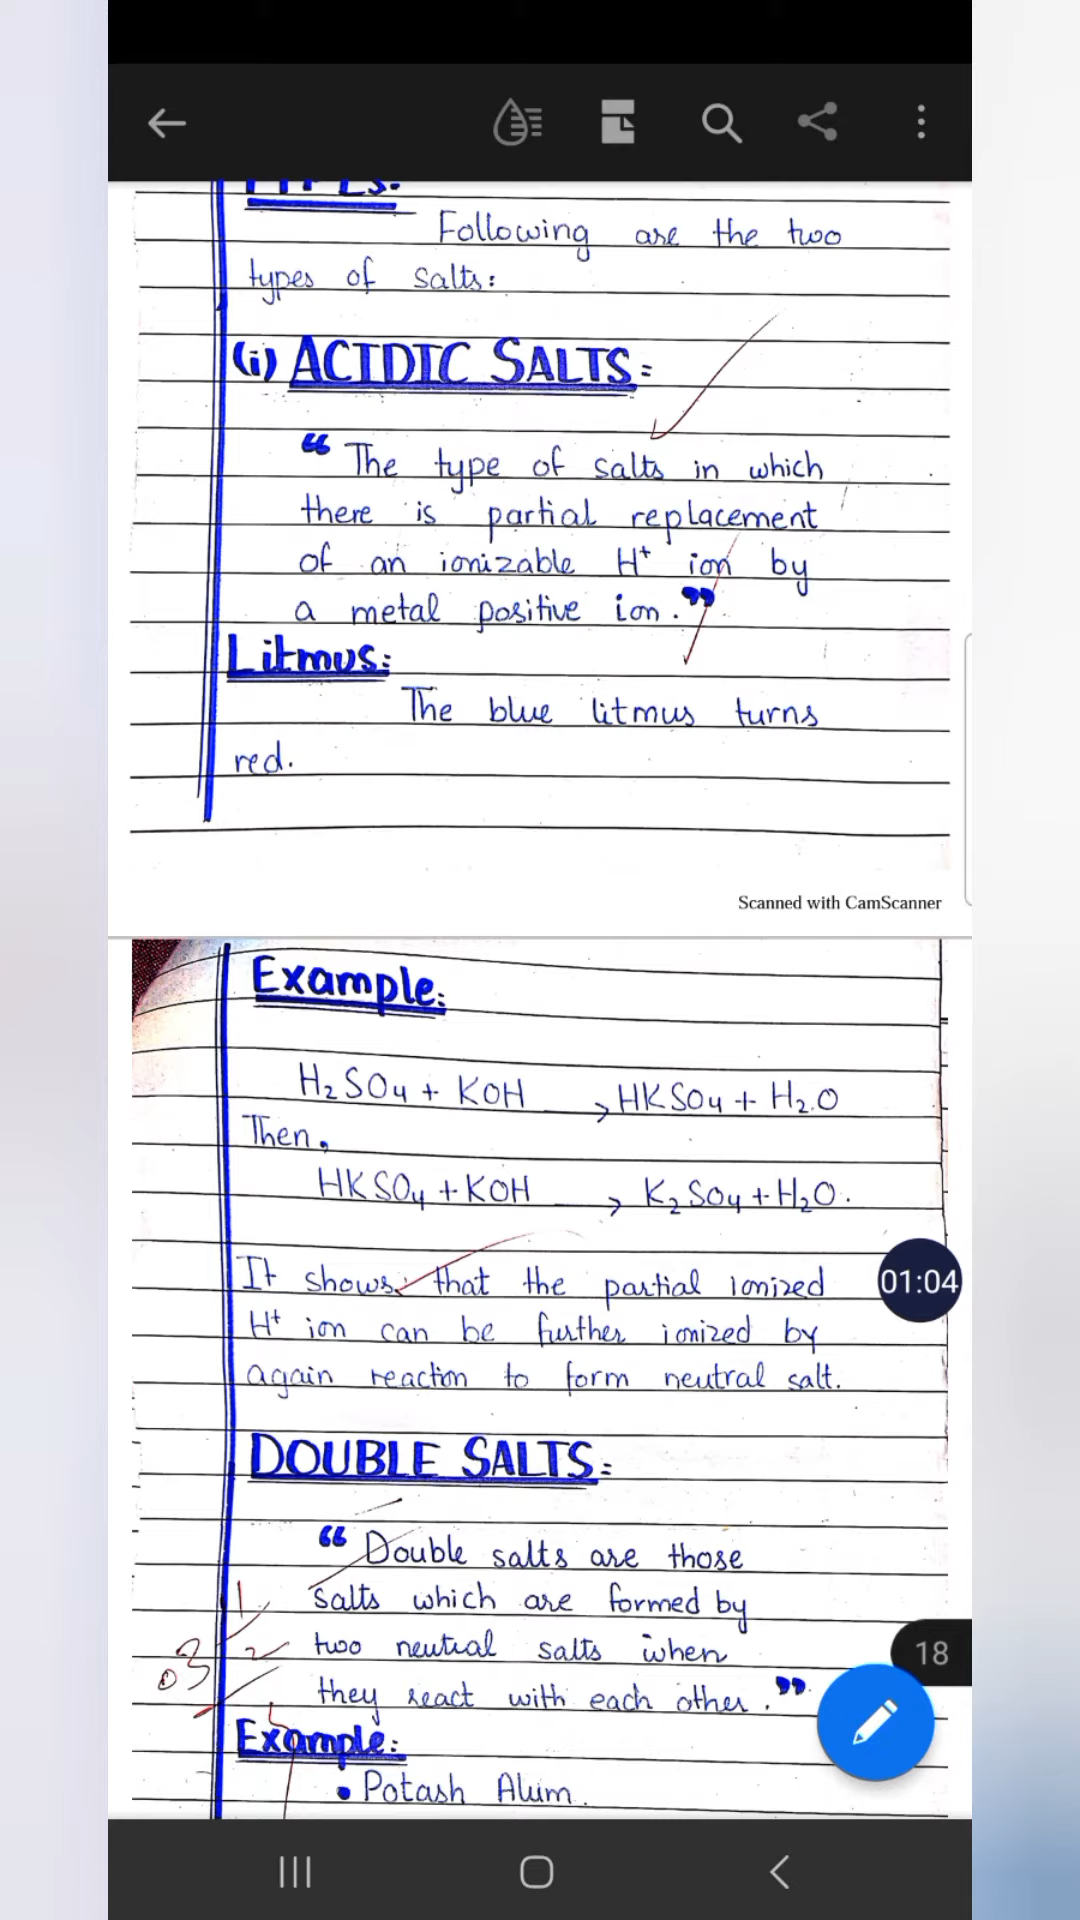 TYPES:
Following are the two
types of salts:
(i) ACIDIC SALTS:
“ The type of salts in which
there is partial replacement
of an ionizable H⁺ ion by
a metal positive ion. ”
Litmus:
The blue litmus turns
red.
Scanned with CamScanner
Example:
H₂SO₄ + KOH → HKSO₄ + H₂O
Then,
HKSO₄ + KOH → K₂SO₄ + H₂O.
It shows that the partial ionized
01:04
H⁺ ion can be further ionized by
again reaction to form neutral salt.
DOUBLE SALTS:
“ Double salts are those
salts which are formed by
1
two neutral salts when
2
03
18
they react with each other. ”
Example:
• Potash Alum.